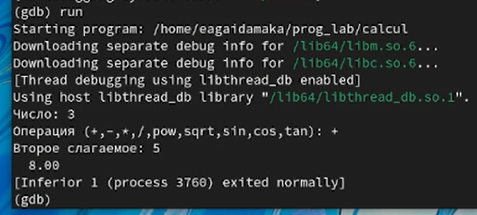 (gdb) run
Starting program: /home/eagaidamaka/prog_lab/calcul
Downloading separate debug info for /lib64/libm.so.6...
Downloading separate debug info for /lib64/libc.so.6...
[Thread debugging using libthread_db enabled]
Using host libthread_db library "/lib64/libthread_db.so.1".
Число: 3
Операция (+,-,*,/,pow,sqrt,sin,cos,tan): +
Второе слагаемое: 5
  8.00
[Inferior 1 (process 3760) exited normally]
(gdb)